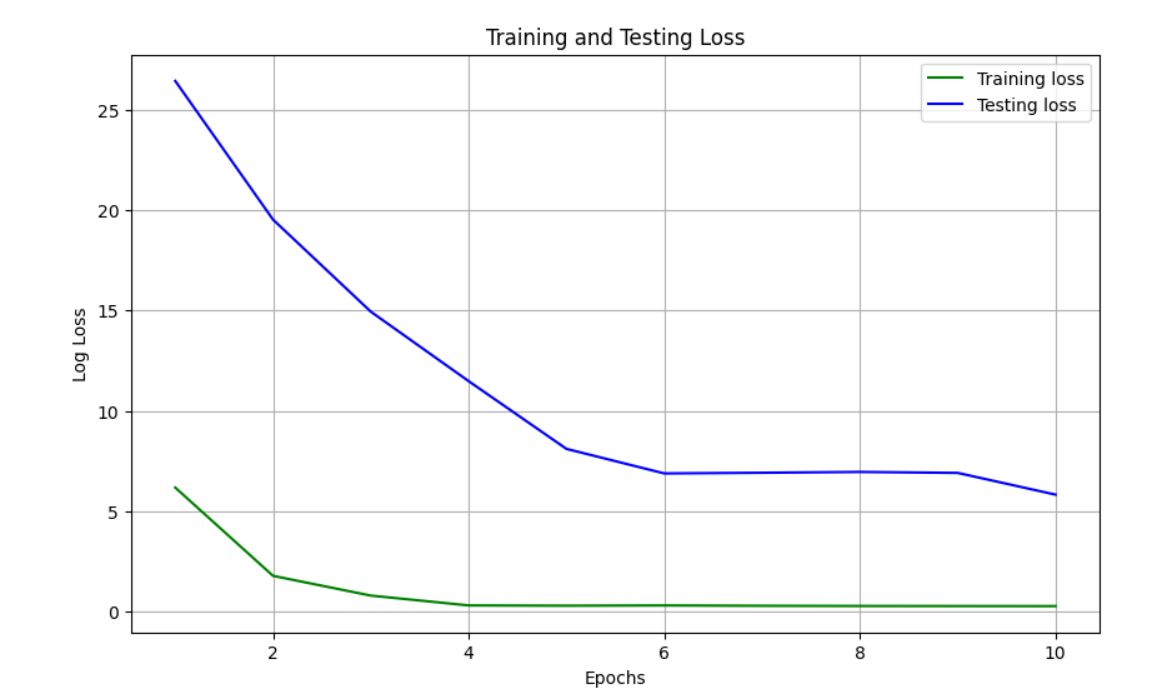 Training and Testing Loss
Training loss
Testing loss
25
20
15
10
5
0
Log Loss
2 4 6 8 10
Epochs